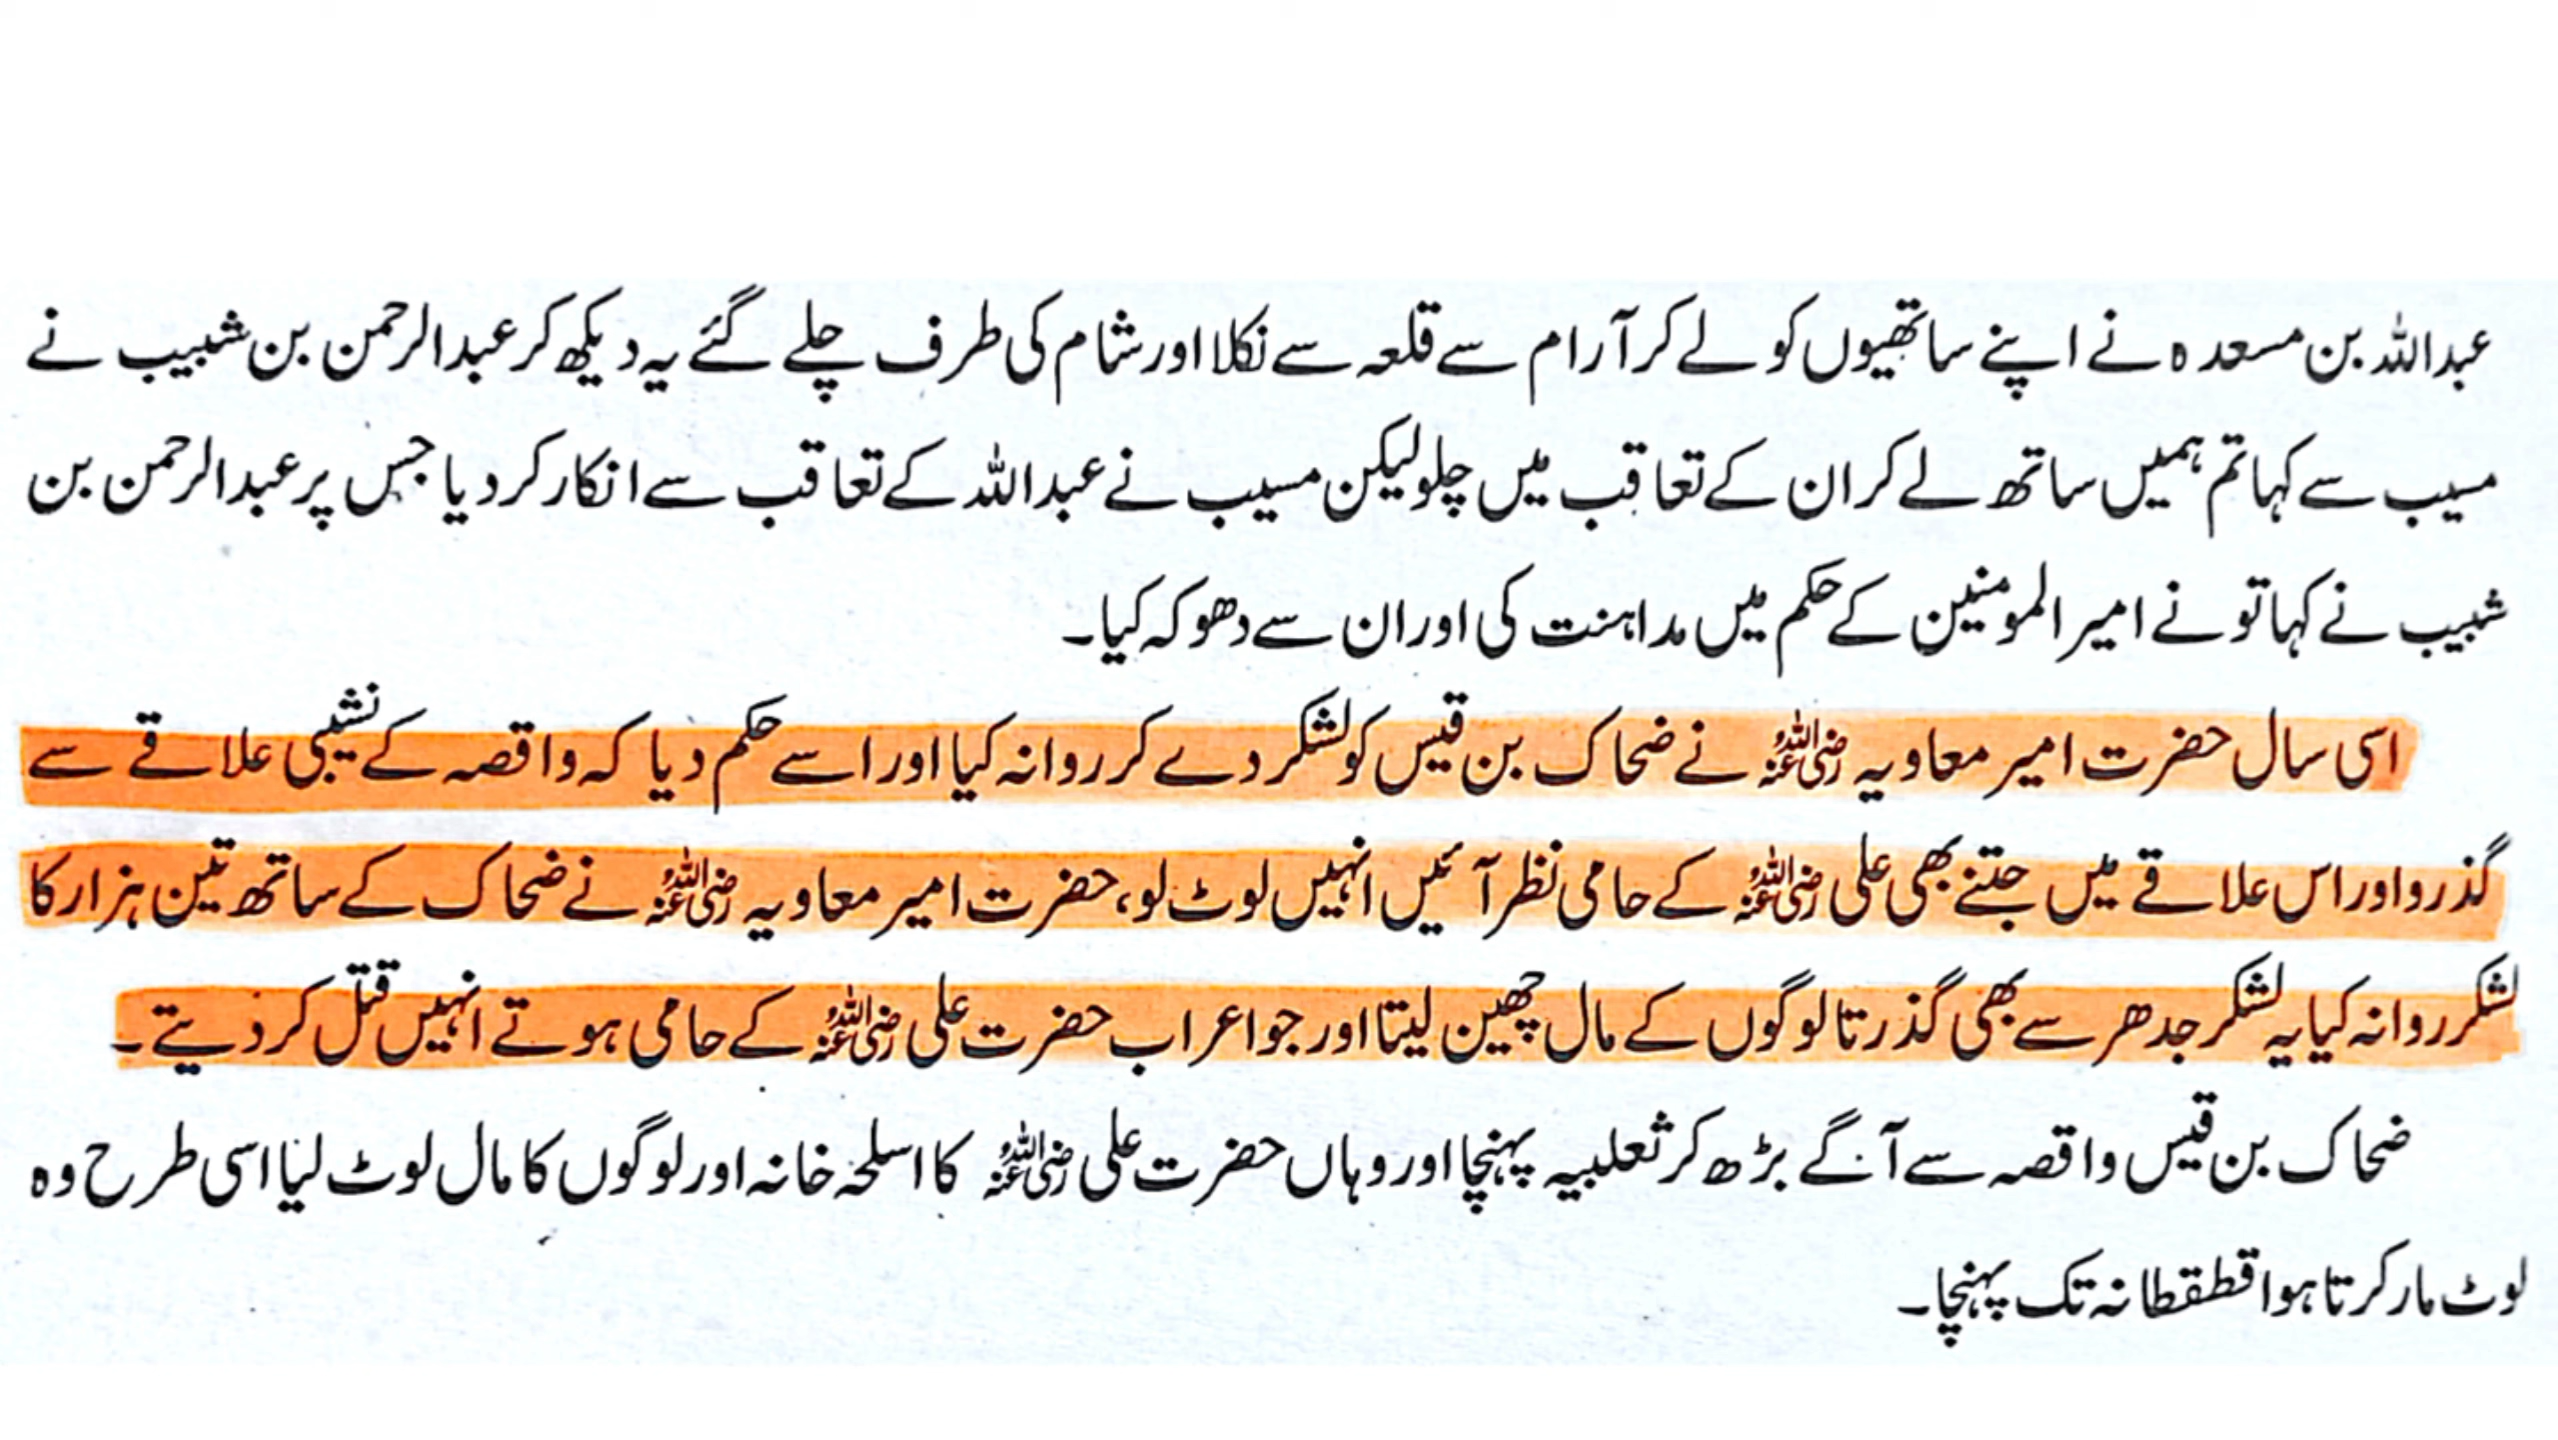 عبداللہ بن مسعدہ نے اپنے ساتھیوں کو لے کر آرام سے قلعہ سے نکلا اور شام کی طرف چلے گئے یہ دیکھ کر عبدالرحمن بن شبیب نے
مسیب سے کہا تم ہمیں ساتھ لے کر ان کے تعاقب میں چلو لیکن مسیب نے عبداللہ کے تعاقب سے انکار کر دیا جس پر عبدالرحمن بن
شبیب نے کہا تو نے امیر المومنین کے حکم میں مداہنت کی اور ان سے دھوکہ کیا۔
اسی سال حضرت امیر معاویہ رضی اللہ عنہ نے ضحاک بن قیس کو لشکر دے کر روانہ کیا اور اسے حکم دیا کہ واقصہ کے نشیبی علاقے سے
گذرو اور اس علاقے میں جتنے بھی علی رضی اللہ عنہ کے حامی نظر آئیں انہیں لوٹ لو، حضرت امیر معاویہ رضی اللہ عنہ نے ضحاک کے ساتھ تین ہزار کا
لشکر روانہ کیا یہ لشکر جدھر سے بھی گذرتا لوگوں کے مال چھین لیتا اور جو اعراب حضرت علی رضی اللہ عنہ کے حامی ہوتے انہیں قتل کر دیتے۔
ضحاک بن قیس واقصہ سے آگے بڑھ کر ثعلبیہ پہنچا اور وہاں حضرت علی رضی اللہ عنہ کا اسلحہ خانہ اور لوگوں کا مال لوٹ لیا اسی طرح وہ
لوٹ مار کرتا ہوا قطقطانہ تک پہنچا۔